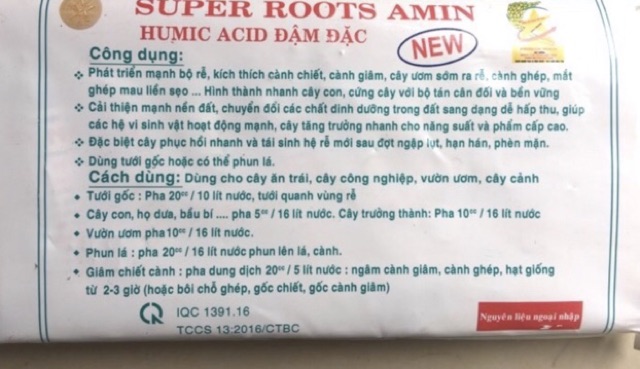 SUPER ROOTS AMIN
HUMIC ACID ĐẬM ĐẶC
NEW
Công dụng:
❖ Phát triển mạnh bộ rễ, kích thích cành chiết, cành giâm, cây ươm sớm ra rễ, cành ghép, mắt
ghép mau liền sẹo ... Hình thành nhanh cây con, cứng cây với bộ tán cân đối và bền vững
❖ Cải thiện mạnh nền đất, chuyển đổi các chất dinh dưỡng trong đất sang dạng dễ hấp thu, giúp
các hệ vi sinh vật hoạt động mạnh, cây tăng trưởng nhanh cho năng suất và phẩm cấp cao.
❖ Đặc biệt cây phục hồi nhanh và tái sinh hệ rễ mới sau đợt ngập lụt, hạn hán, phèn mặn.
❖ Dùng tưới gốc hoặc có thể phun lá.
Cách dùng: Dùng cho cây ăn trái, cây công nghiệp, vườn ươm, cây cảnh
◆ Tưới gốc : Pha 20cc / 10 lít nước, tưới quanh vùng rễ
◆ Cây con, họ dưa, bầu bí .... pha 5cc / 16 lít nước. Cây trưởng thành: Pha 10cc / 16 lít nước
◆ Vườn ươm pha 10cc / 16 lít nước.
◆ Phun lá : pha 20cc / 16 lít nước phun lên lá, cành.
◆ Giâm chiết cành : pha dung dịch 20cc / 5 lít nước : ngâm cành giâm, cành ghép, hạt giống
từ 2-3 giờ (hoặc bôi chỗ ghép, gốc chiết, gốc cành giâm)
IQC 1391.16
TCCS 13:2016/CTBC
Nguyên liệu ngoại nhập